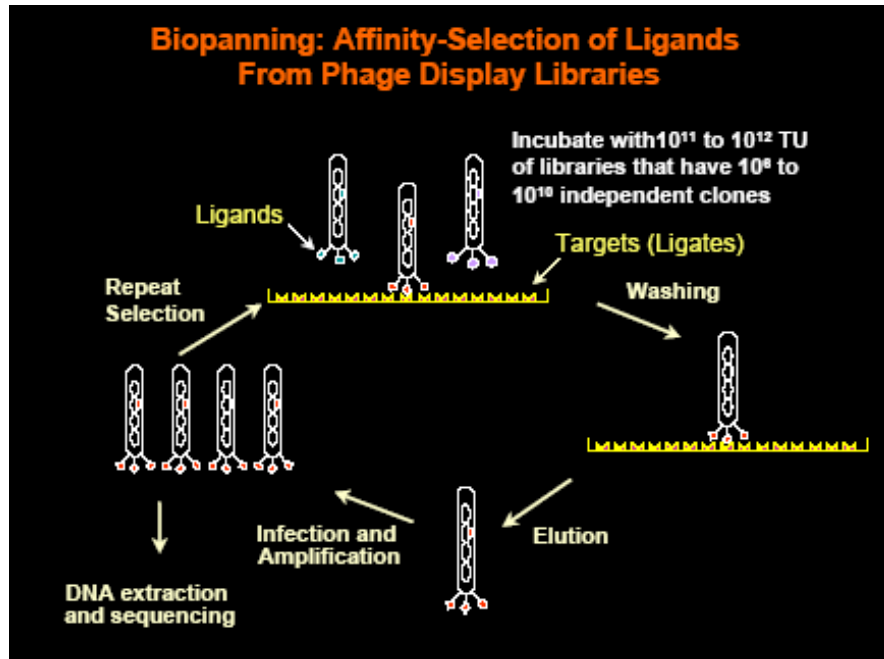 Biopanning: Affinity-Selection of Ligands
From Phage Display Libraries
Incubate with10¹¹ to 10¹² TU
of libraries that have 10⁸ to
10¹⁰ independent clones
Ligands
Targets (Ligates)
Repeat
Selection
Washing
Infection and
Amplification
Elution
DNA extraction
and sequencing